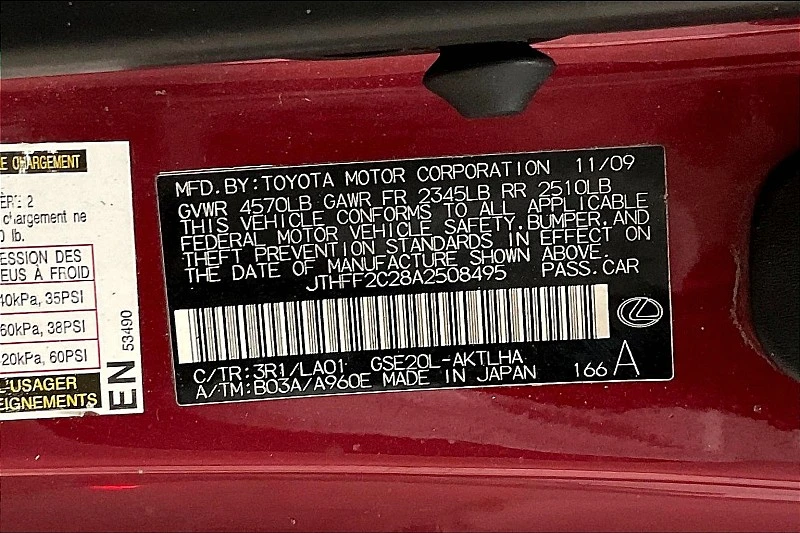 E CHARGEMENT
2
chargement ne
lb.
ESSION DES
EUS À FROID
40kPa, 35PSI
60kPa, 38PSI
20kPa, 60PSI
L'USAGER
EIGNEMENTS
EN
53490
MFD. BY: TOYOTA MOTOR CORPORATION 11/09
GVWR 4570LB GAWR FR 2345LB RR 2510LB
THIS VEHICLE CONFORMS TO ALL APPLICABLE
FEDERAL MOTOR VEHICLE SAFETY, BUMPER, AND
THEFT PREVENTION STANDARDS IN EFFECT ON
THE DATE OF MANUFACTURE SHOWN ABOVE.
JTHFF2C28A2508495 PASS. CAR
C/TR: 3R1/LA01 GSE20L-AKTLHA
A/TM: B03A/A960E MADE IN JAPAN 166 A